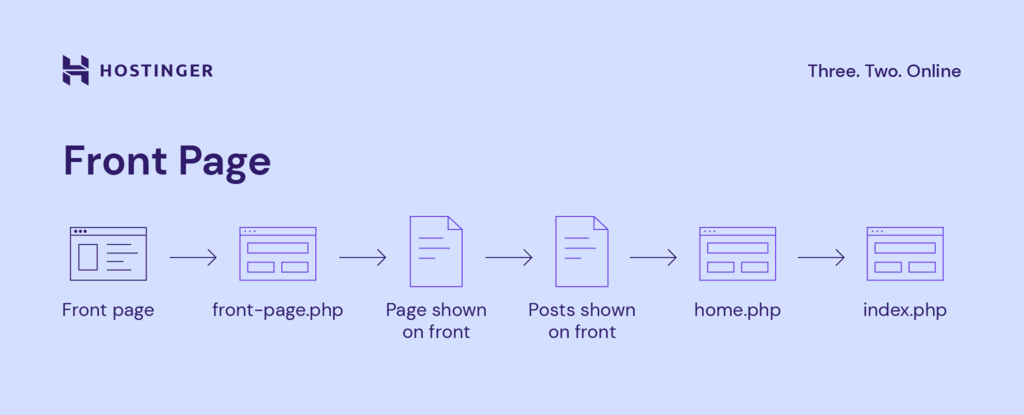 HOSTINGER
Three. Two. Online
Front Page
Front page
front-page.php
Page shown
on front
Posts shown
on front
home.php
index.php